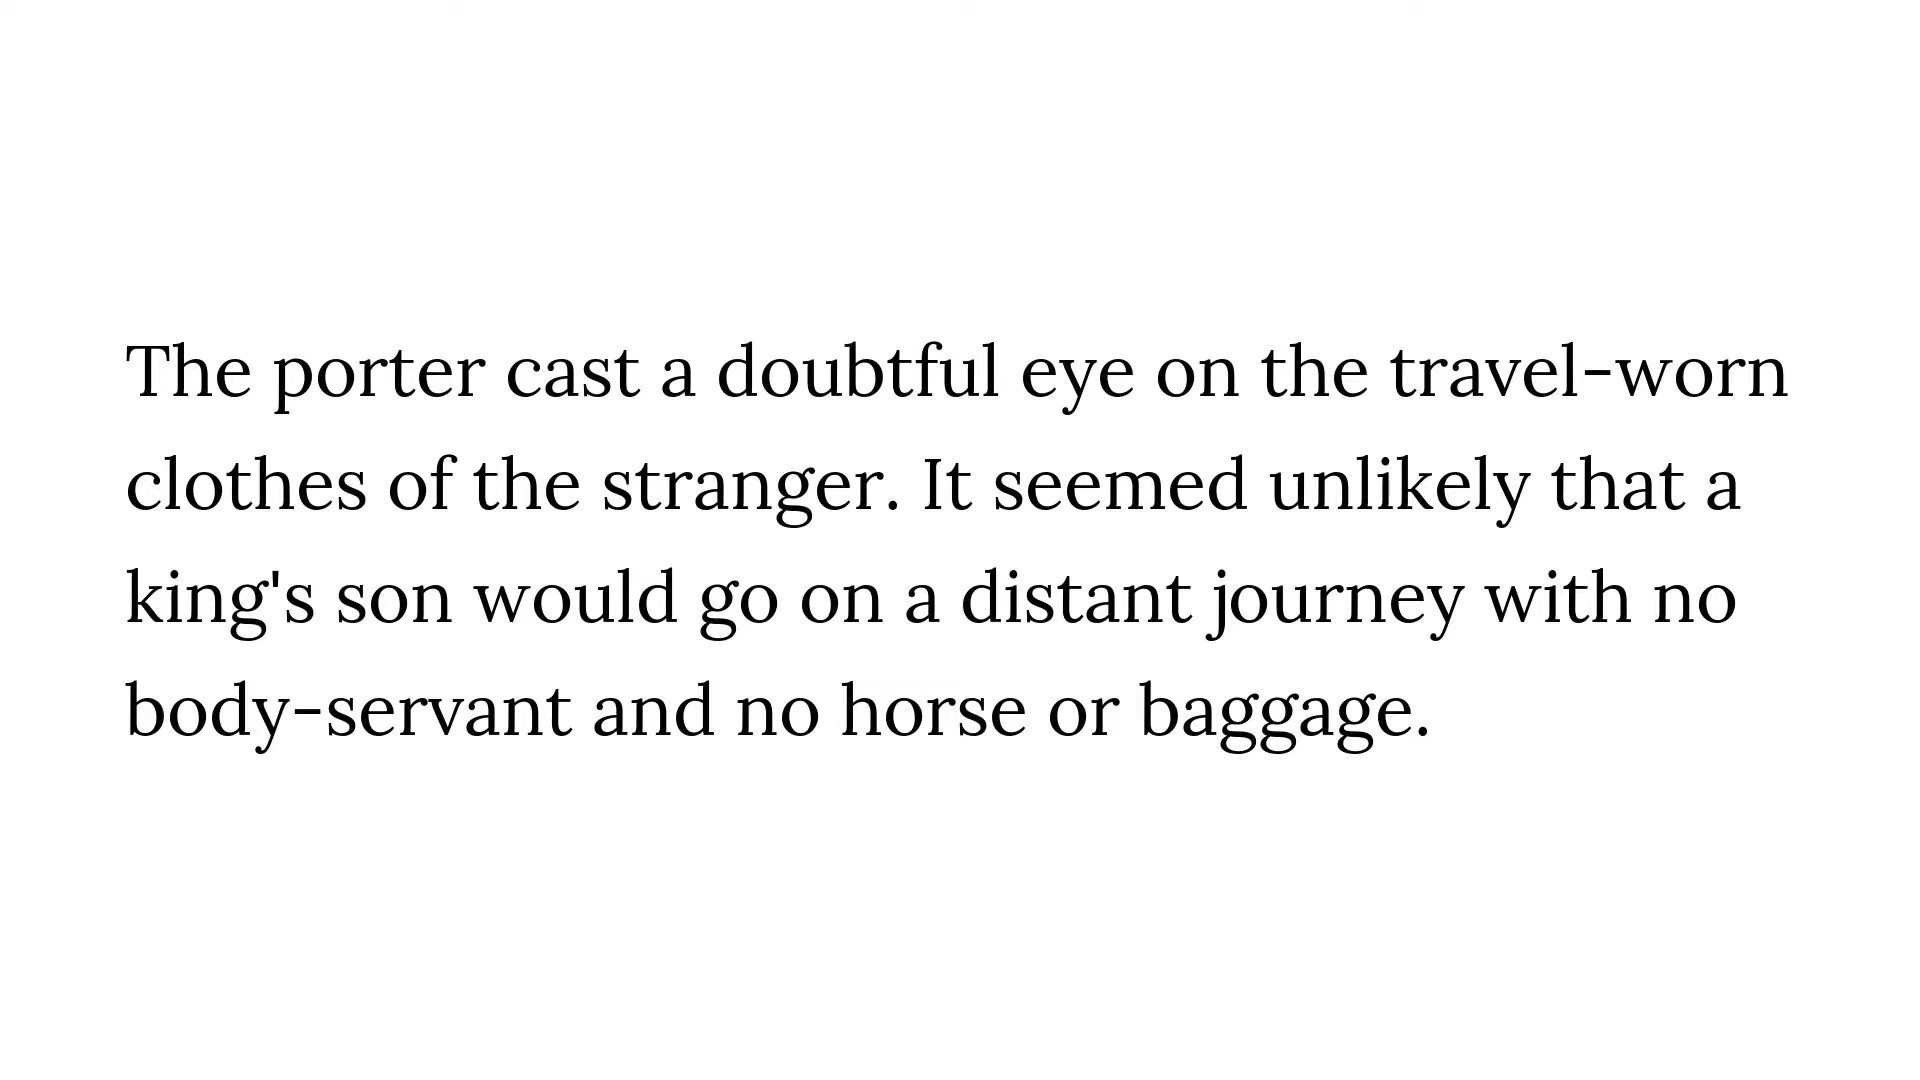 The porter cast a doubtful eye on the travel-worn
clothes of the stranger. It seemed unlikely that a
king's son would go on a distant journey with no
body-servant and no horse or baggage.